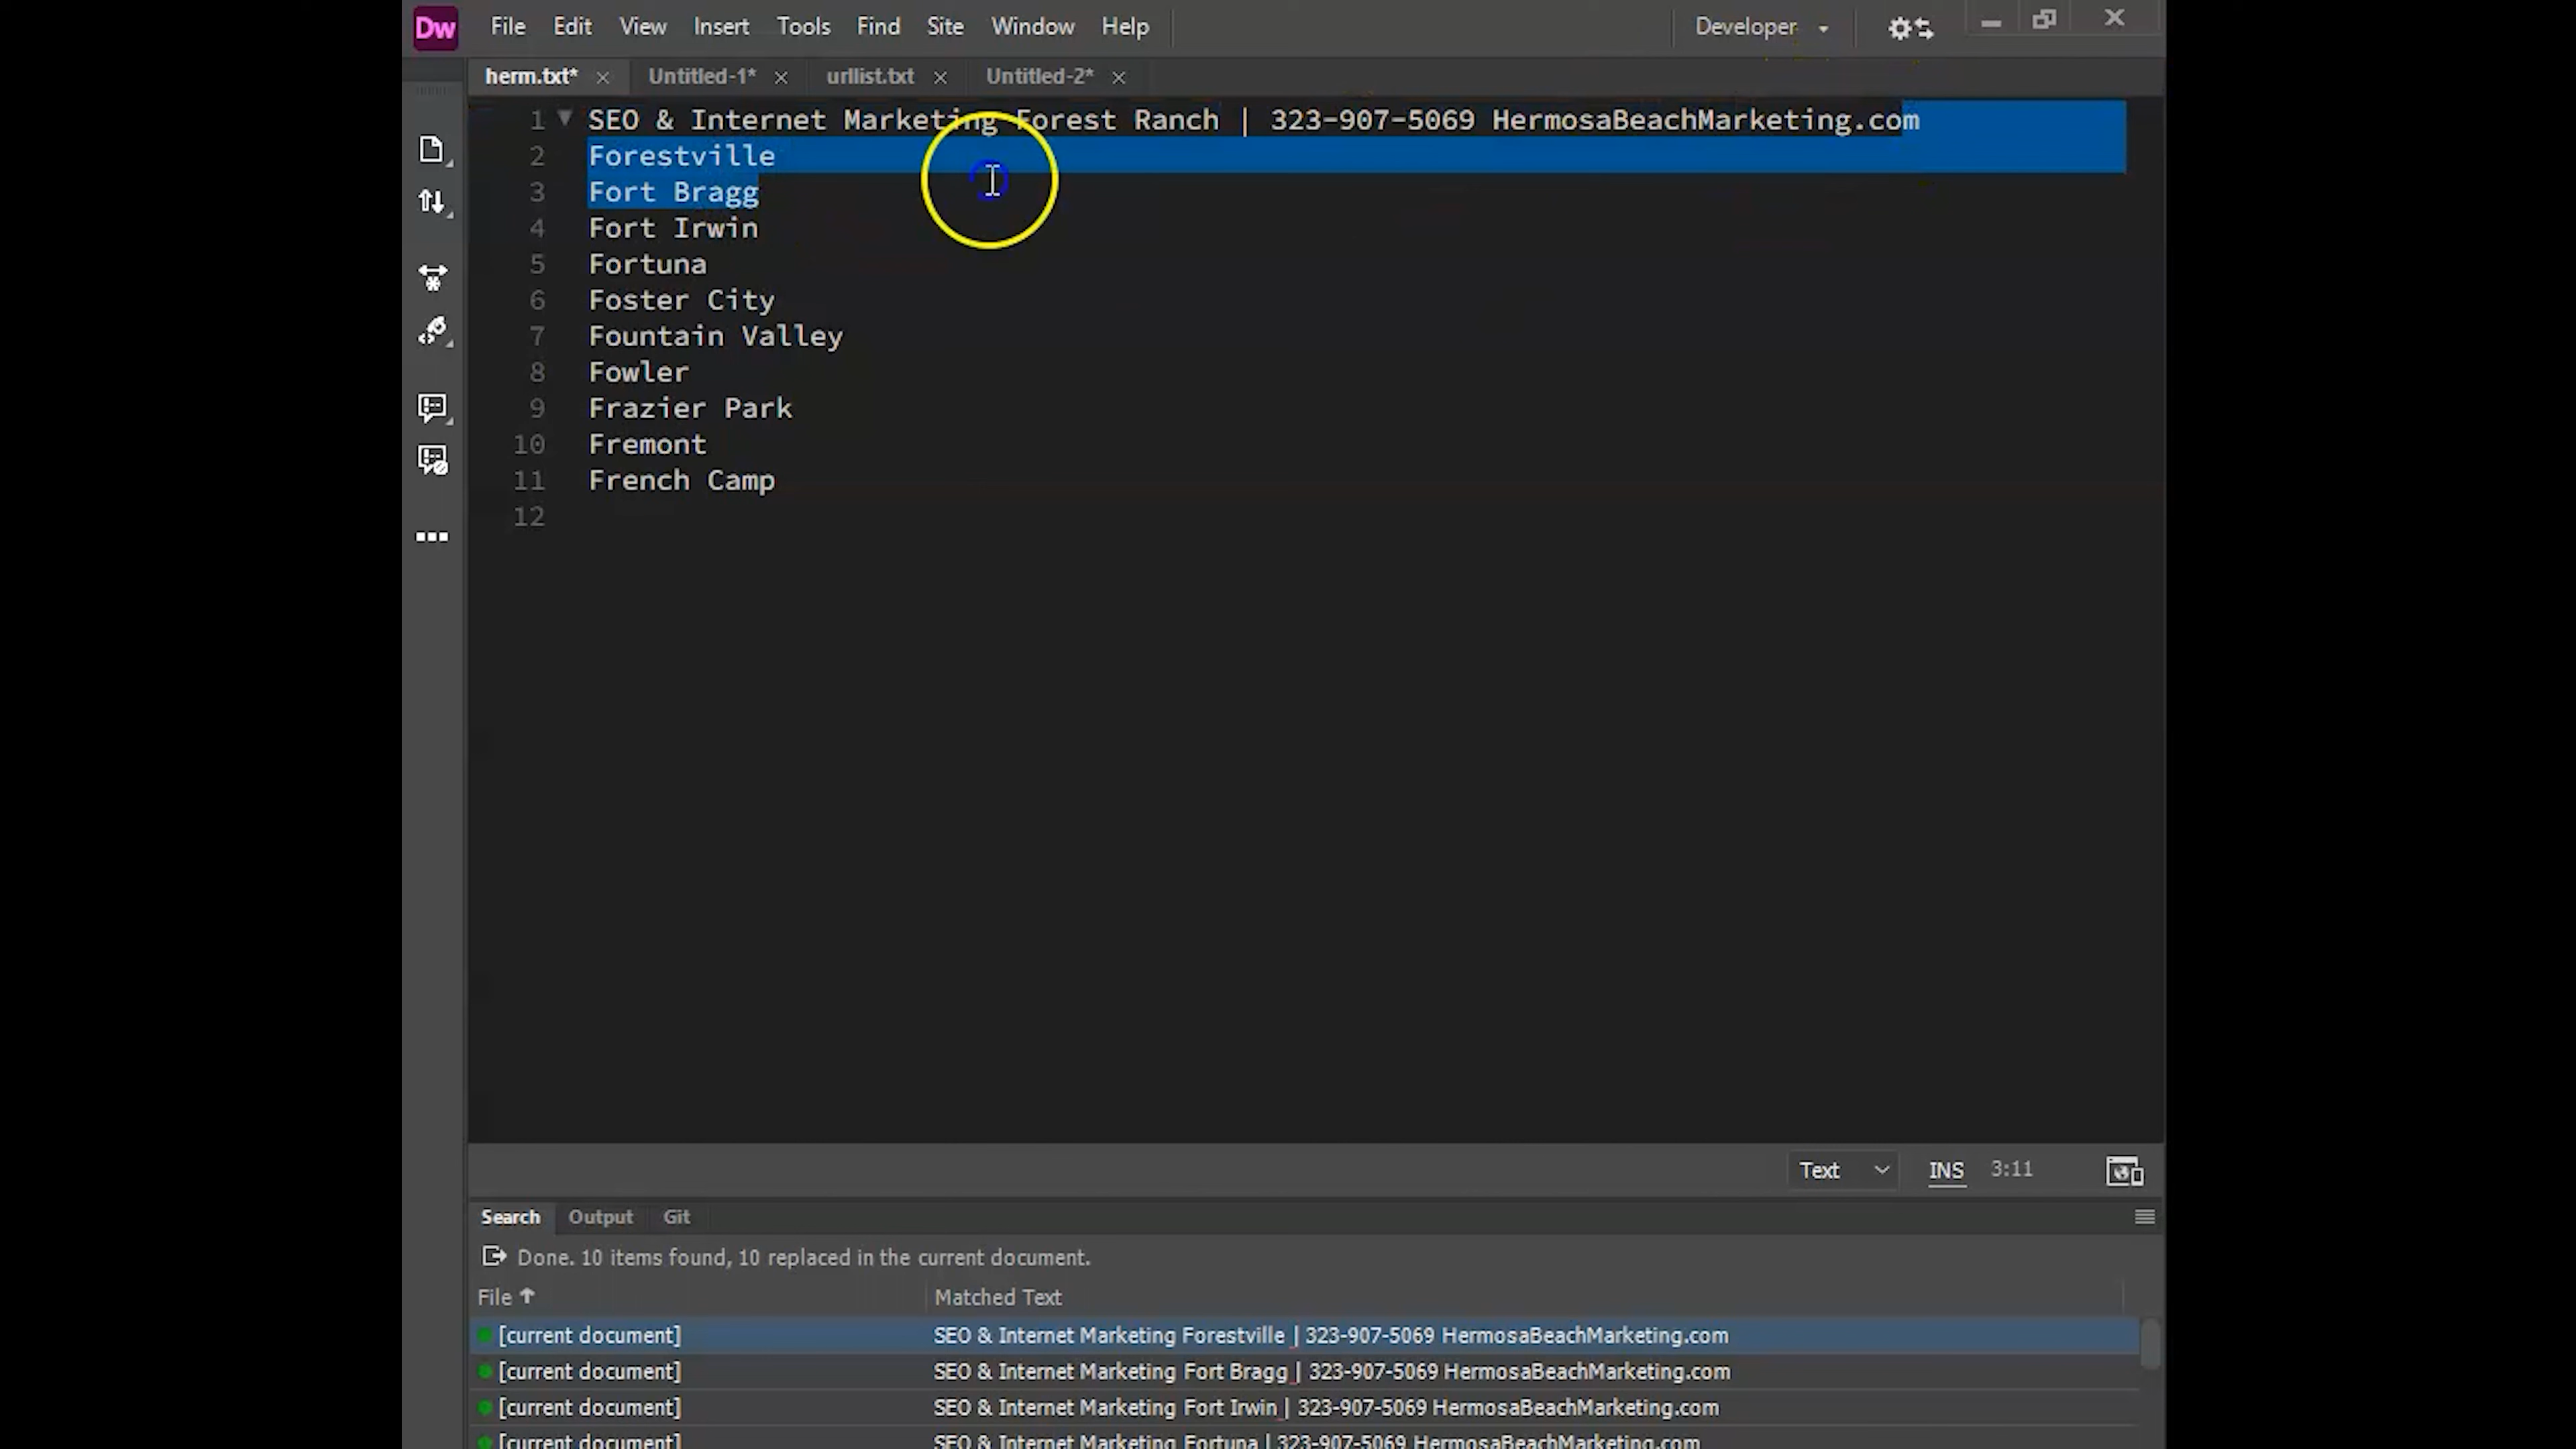 Dw File Edit View Insert Tools Find Site Window Help Developer
herm.txt* Untitled-1* urllist.txt Untitled-2*
1 SEO & Internet Marketing Forest Ranch | 323-907-5069 HermosaBeachMarketing.com
2 Forestville
3 Fort Bragg
4 Fort Irwin
5 Fortuna
6 Foster City
7 Fountain Valley
8 Fowler
9 Frazier Park
10 Fremont
11 French Camp
12
Text INS 3:11
Search Output Git
Done. 10 items found, 10 replaced in the current document.
File Matched Text
[current document] SEO & Internet Marketing Forestville | 323-907-5069 HermosaBeachMarketing.com
[current document] SEO & Internet Marketing Fort Bragg | 323-907-5069 HermosaBeachMarketing.com
[current document] SEO & Internet Marketing Fort Irwin | 323-907-5069 HermosaBeachMarketing.com
[current document] SEO & Internet Marketing Fortuna | 323-907-5069 HermosaBeachMarketing.com